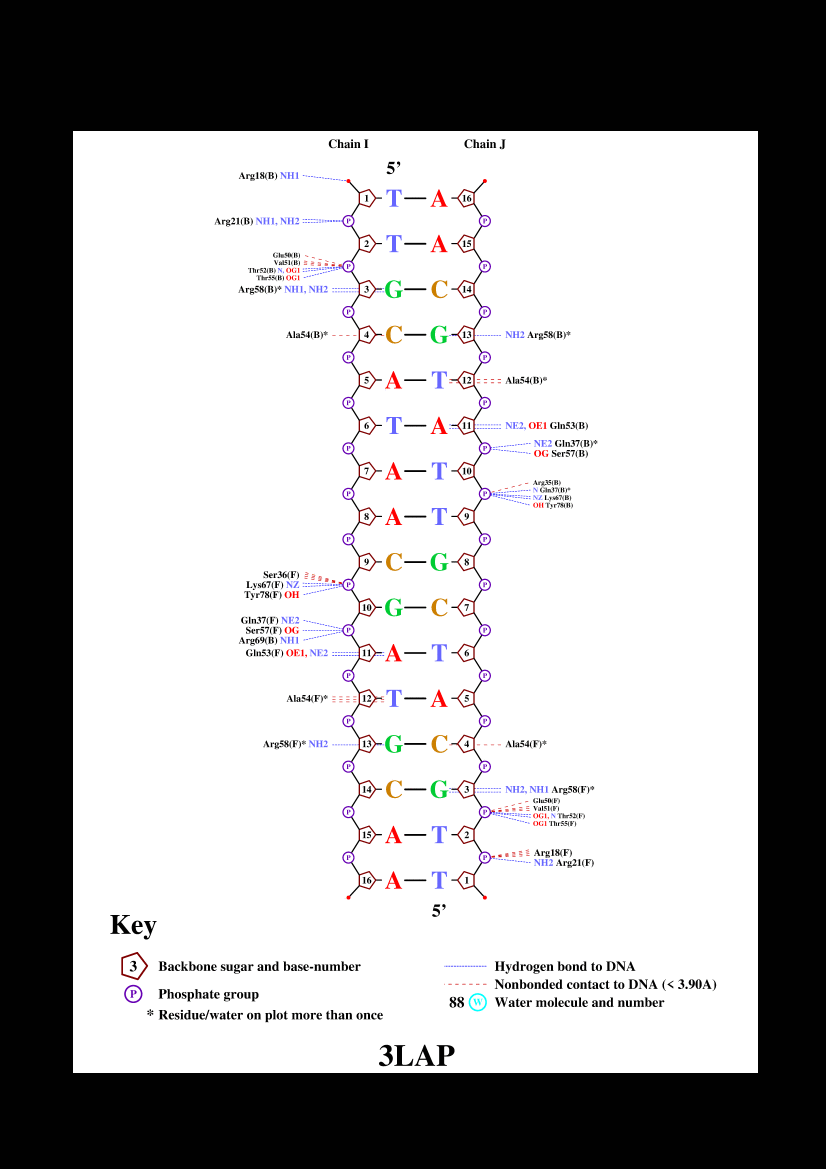 Chain I Chain J
5’
Arg18(B) NH1
1 T A 16
Arg21(B) NH1, NH2 P P
2 T A 15
Glu50(B)
Val51(B)
P P
Thr52(B) N, OG1
Thr55(B) OG1
Arg58(B)* NH1, NH2 3 G C 14
P P
Ala54(B)* 4 C G 13 NH2 Arg58(B)*
P P
5 A T 12 Ala54(B)*
P P
6 T A 11 NE2, OE1 Gln53(B)
NE2 Gln37(B)*
P P
OG Ser57(B)
7 A T 10
Arg35(B)
N Gln37(B)*
P P
NZ Lys67(B)
OH Tyr78(B)
8 A T 9
P P
9 C G 8
Ser36(F)
Lys67(F) NZ P P
Tyr78(F) OH
10 G C 7
Gln37(F) NE2
Ser57(F) OG P P
Arg69(B) NH1
Gln53(F) OE1, NE2 11 A T 6
P P
Ala54(F)* 12 T A 5
P P
Arg58(F)* NH2 13 G C 4 Ala54(F)*
P P
14 C G 3 NH2, NH1 Arg58(F)*
Glu50(F)
Val51(F)
P P
OG1, N Thr52(F)
OG1 Thr55(F)
15 A T 2
Arg18(F)
P P
NH2 Arg21(F)
16 A T 1
5’
Key
3 Backbone sugar and base-number
P Phosphate group
* Residue/water on plot more than once
Hydrogen bond to DNA
Nonbonded contact to DNA (< 3.90A)
88 W Water molecule and number
3LAP